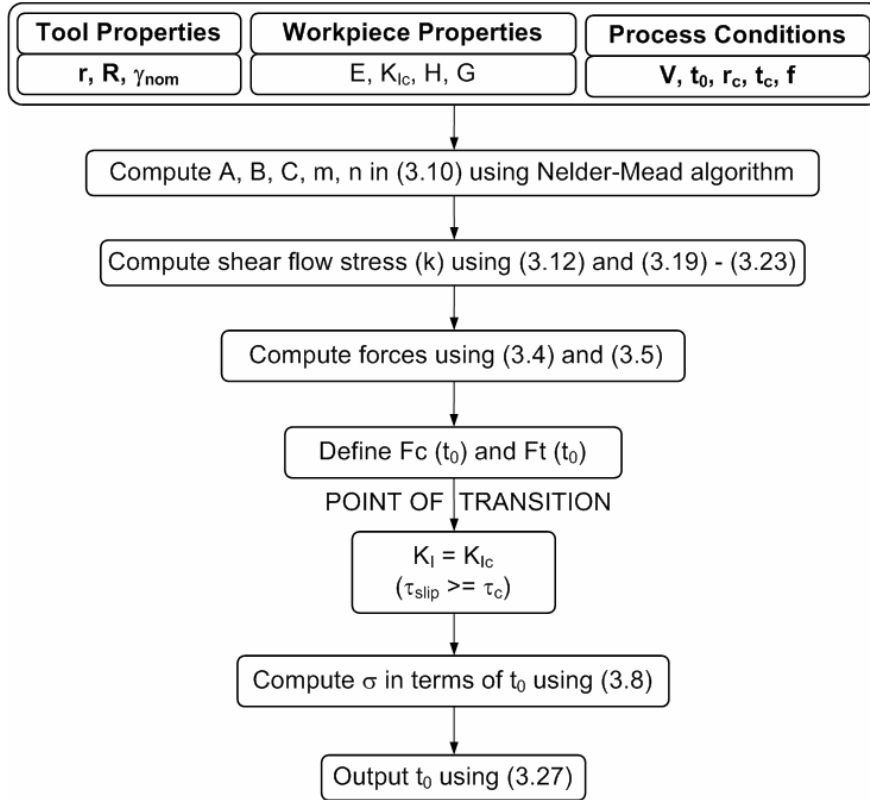 Tool Properties
Workpiece Properties
Process Conditions
r, R, γnom
E, KIc, H, G
V, t0, rc, tc, f
Compute A, B, C, m, n in (3.10) using Nelder-Mead algorithm
Compute shear flow stress (k) using (3.12) and (3.19) - (3.23)
Compute forces using (3.4) and (3.5)
Define Fc (t0) and Ft (t0)
POINT OF TRANSITION
KI = KIc
(τslip >= τc)
Compute σ in terms of t0 using (3.8)
Output t0 using (3.27)